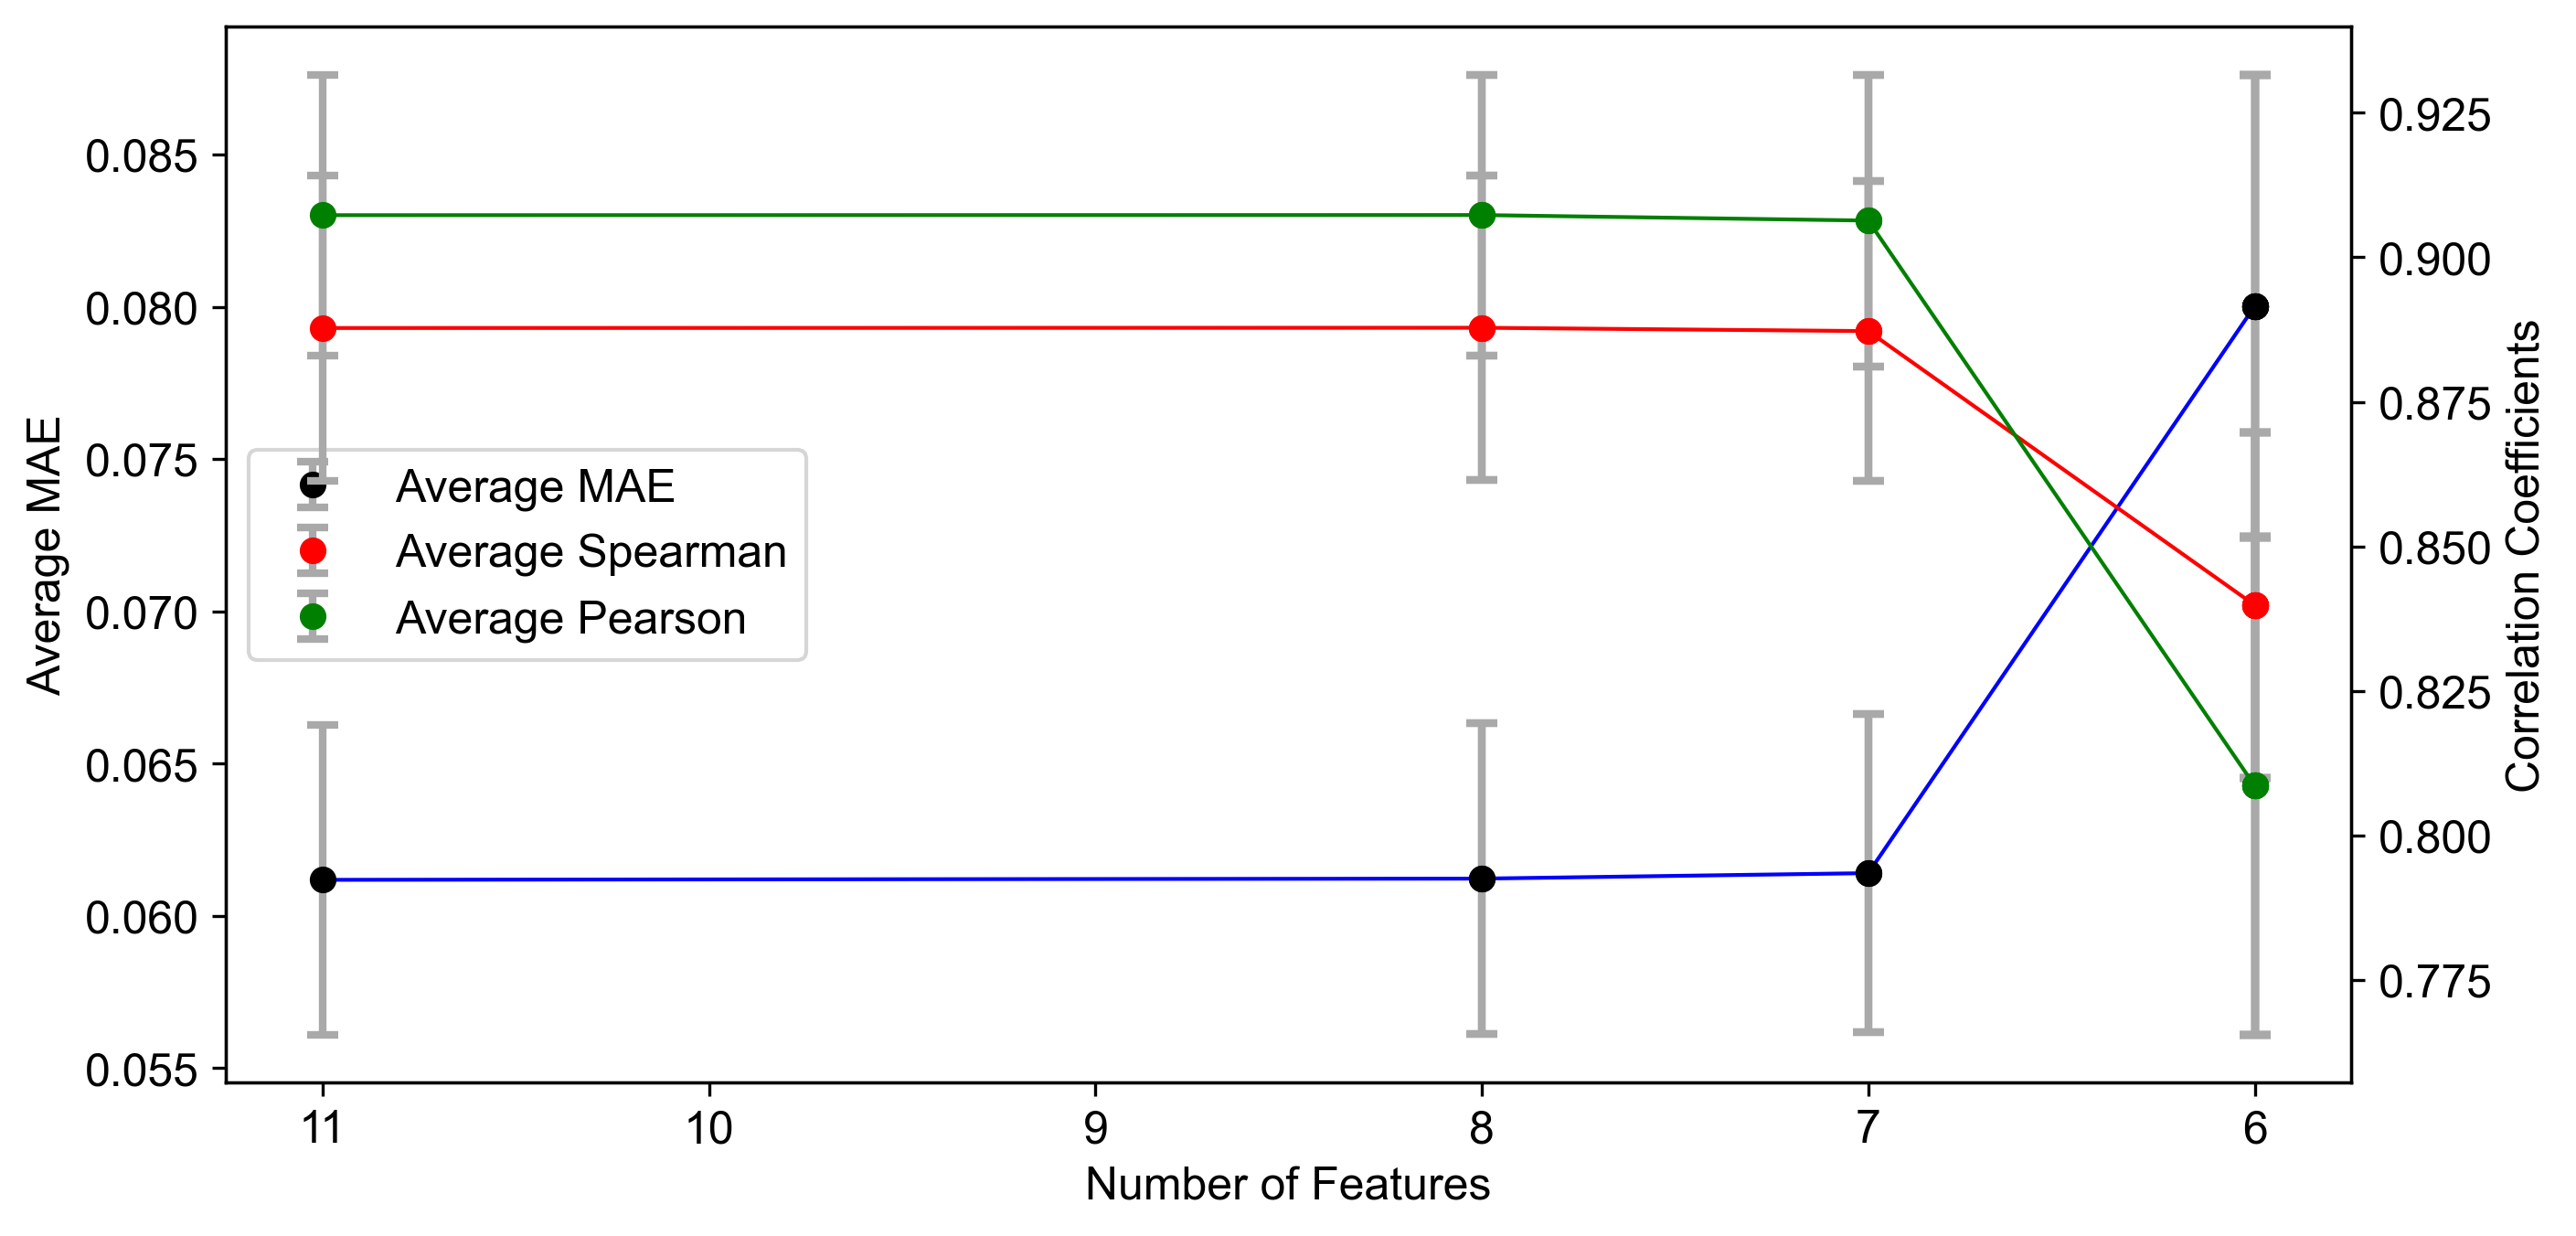 0.085
0.080
0.075
0.070
0.065
0.060
0.055
Average MAE
Average MAE
Average Spearman
Average Pearson
0.925
0.900
0.875
0.850
0.825
0.800
0.775
Correlation Coefficients
11 10 9 8 7 6
Number of Features